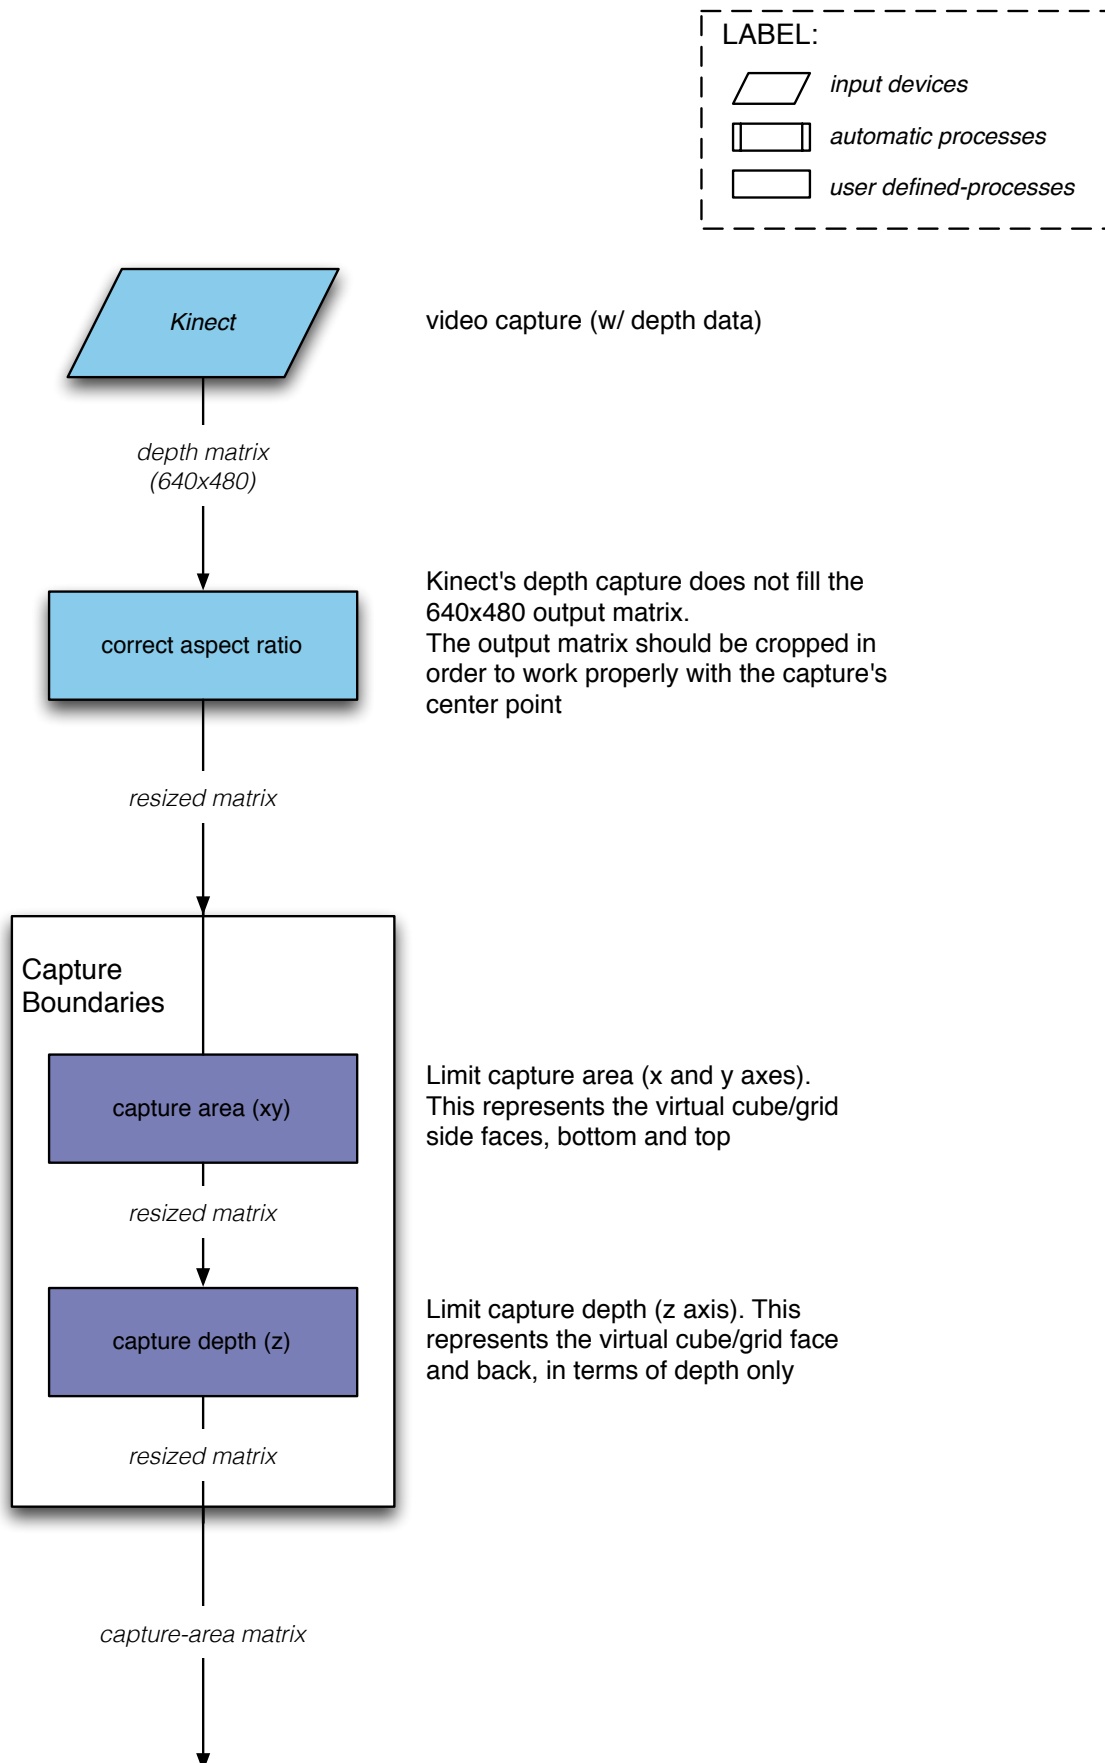 LABEL:
input devices
automatic processes
user defined-processes
Kinect
video capture (w/ depth data)
depth matrix
(640x480)
correct aspect ratio
Kinect's depth capture does not fill the
640x480 output matrix.
The output matrix should be cropped in
order to work properly with the capture's
center point
resized matrix
Capture
Boundaries
capture area (xy)
Limit capture area (x and y axes).
This represents the virtual cube/grid
side faces, bottom and top
resized matrix
capture depth (z)
Limit capture depth (z axis). This
represents the virtual cube/grid face
and back, in terms of depth only
resized matrix
capture-area matrix